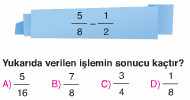 5/8 - 1/2
Yukarıda verilen işlemin sonucu kaçtır?
A) 5/16 B) 7/8 C) 3/4 D) 1/8